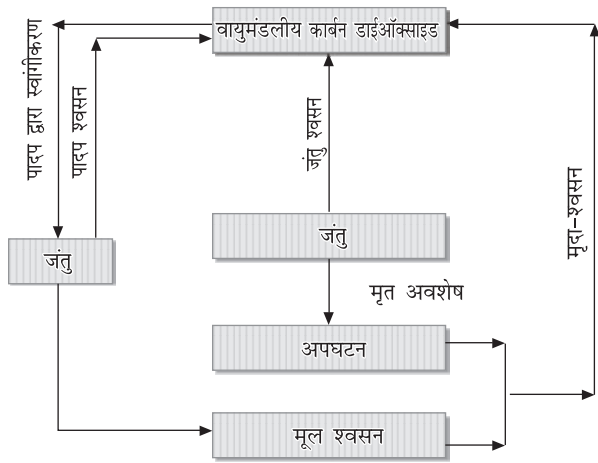 वायुमंडलीय कार्बन डाईऑक्साइड
पादप द्वारा स्वांगीकरण
पादप श्वसन
जंतु श्वसन
मृदा-श्वसन
जंतु
जंतु
मृत अवशेष
अपघटन
मूल श्वसन